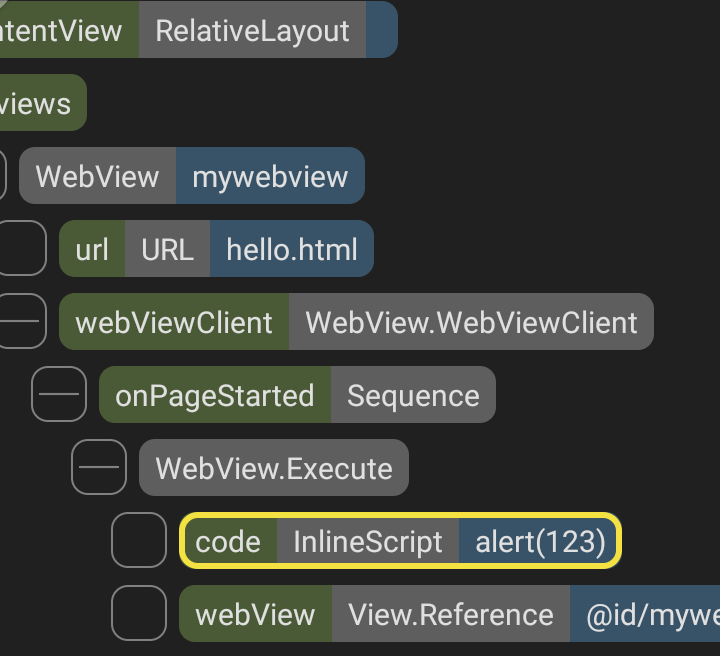 ntentView RelativeLayout
views
WebView mywebview
url URL hello.html
webViewClient WebView.WebViewClient
onPageStarted Sequence
WebView.Execute
code InlineScript alert(123)
webView View.Reference @id/mywe